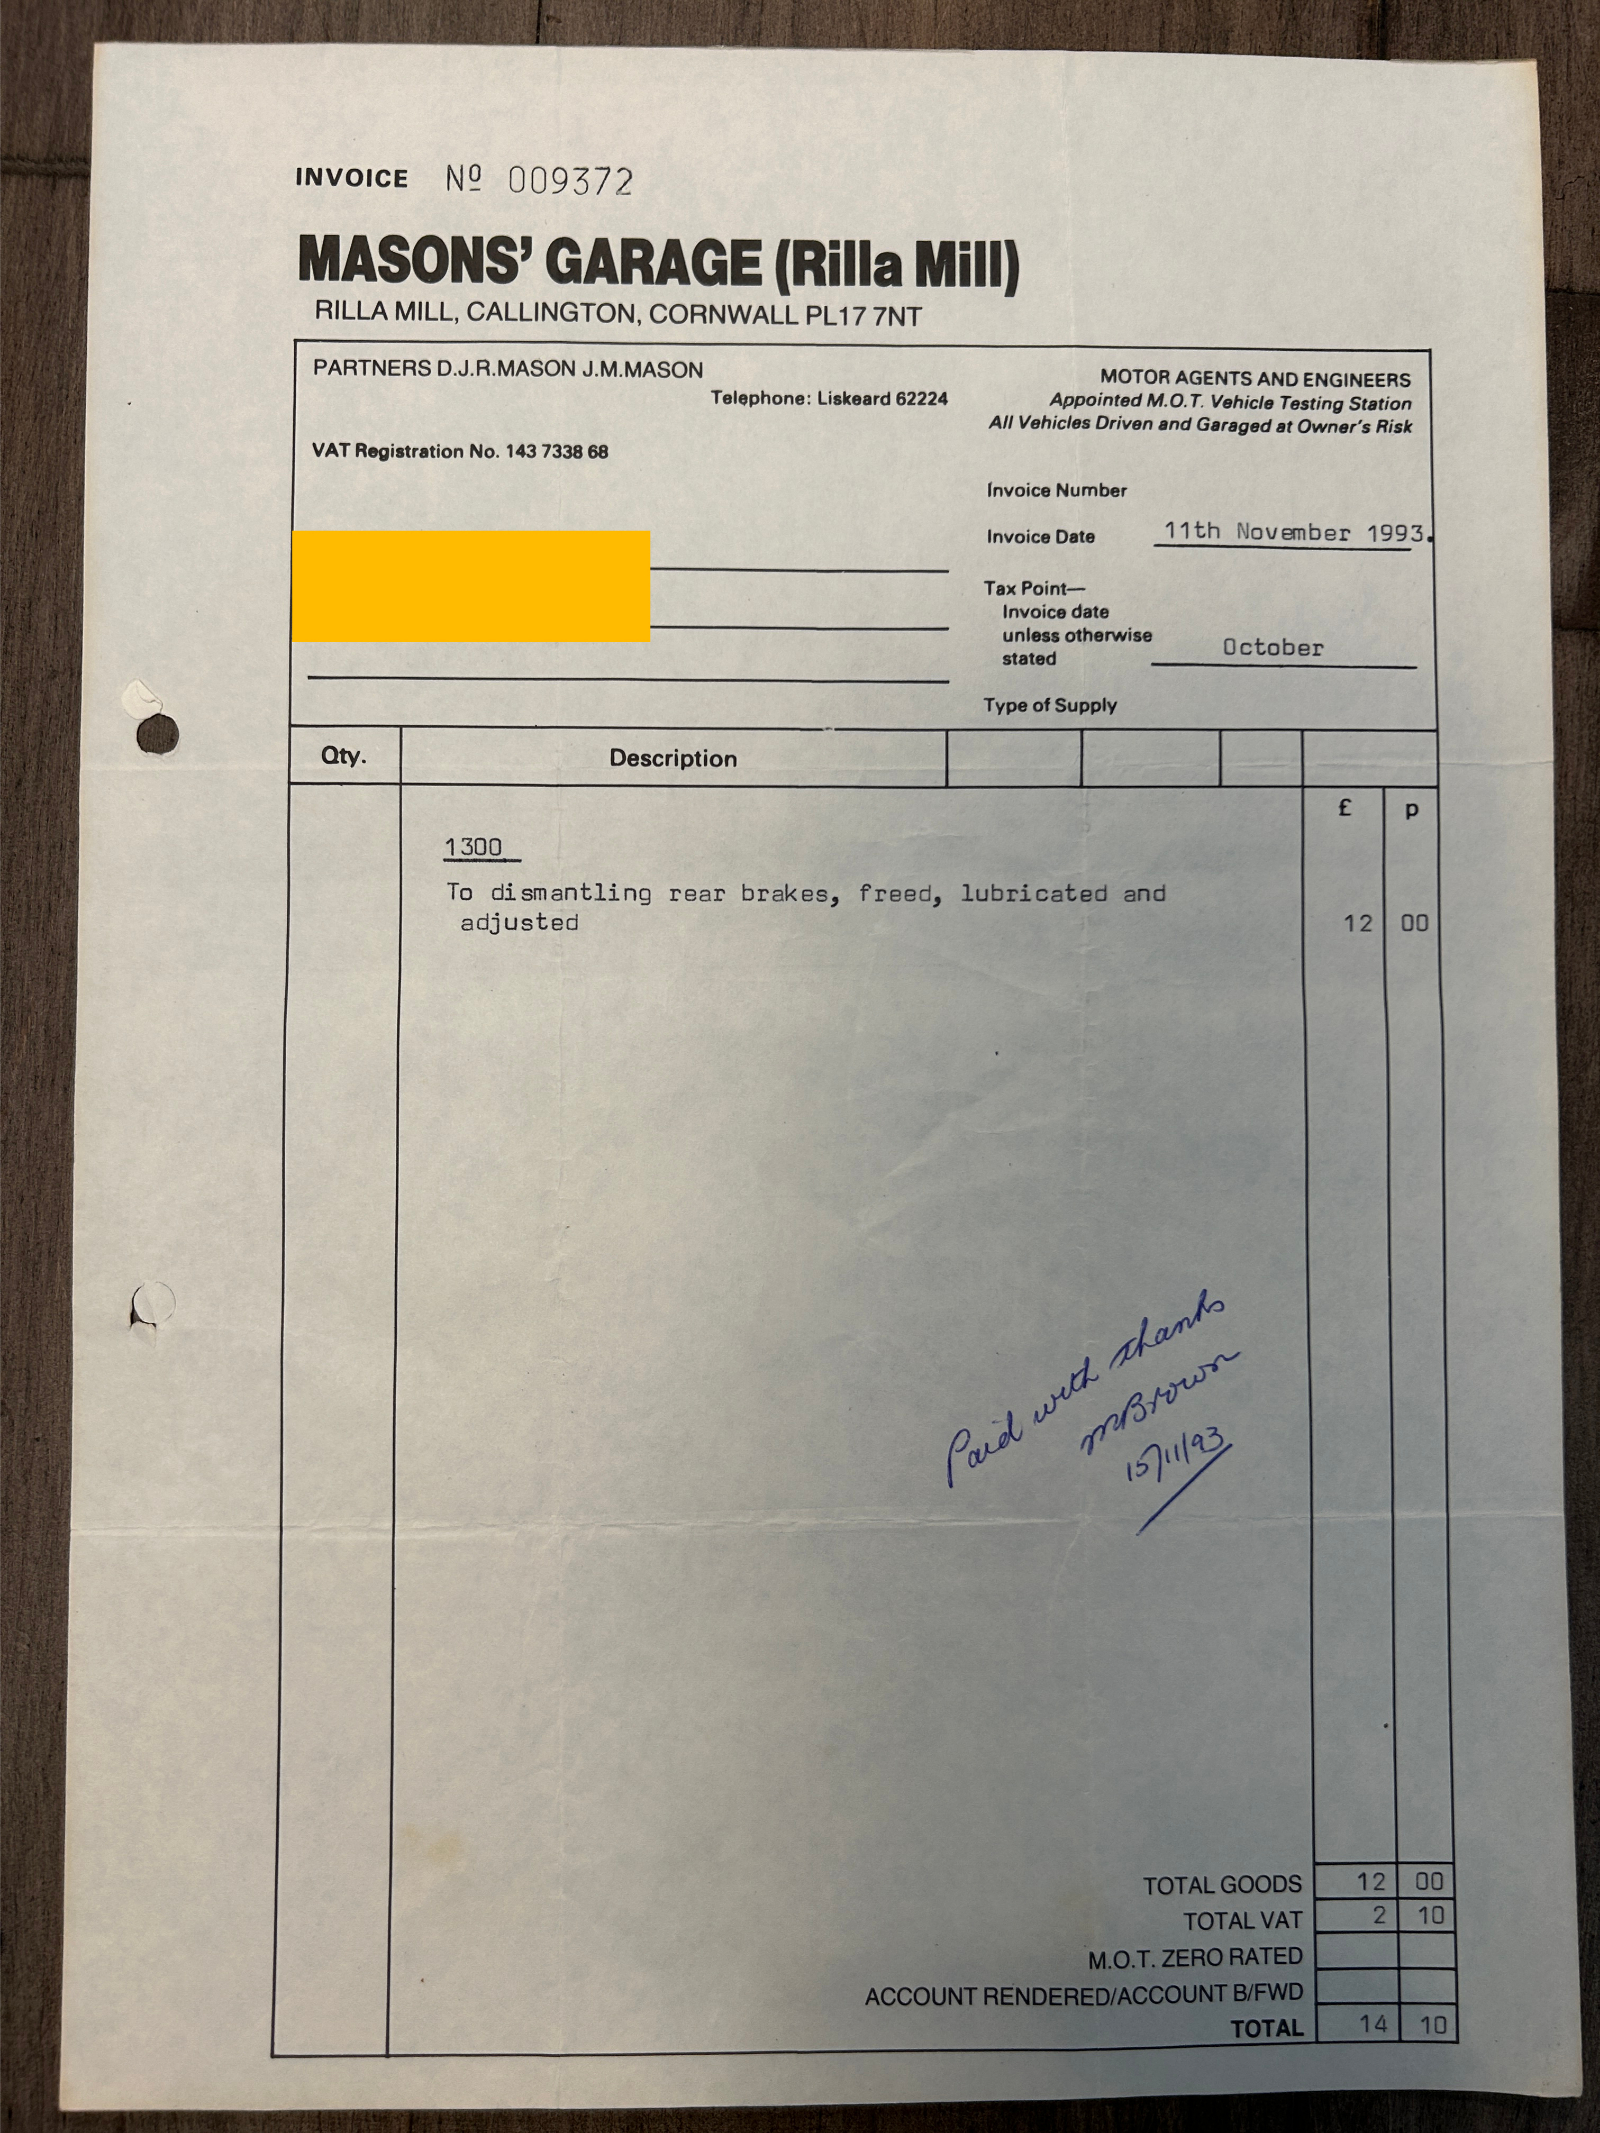 INVOICE Nº 009372
MASONS' GARAGE (Rilla Mill)
RILLA MILL, CALLINGTON, CORNWALL PL17 7NT
PARTNERS D.J.R.MASON J.M.MASON
Telephone: Liskeard 62224
MOTOR AGENTS AND ENGINEERS
Appointed M.O.T. Vehicle Testing Station
All Vehicles Driven and Garaged at Owner's Risk
VAT Registration No. 143 7338 68
Invoice Number
Invoice Date 11th November 1993.
Tax Point—
Invoice date
unless otherwise
stated October
Type of Supply
Qty. Description
£ p
1300
To dismantling rear brakes, freed, lubricated and
adjusted 12 00
Paid with thanks
MBrown
15/11/93
TOTAL GOODS 12 00
TOTAL VAT 2 10
M.O.T. ZERO RATED
ACCOUNT RENDERED/ACCOUNT B/FWD
TOTAL 14 10